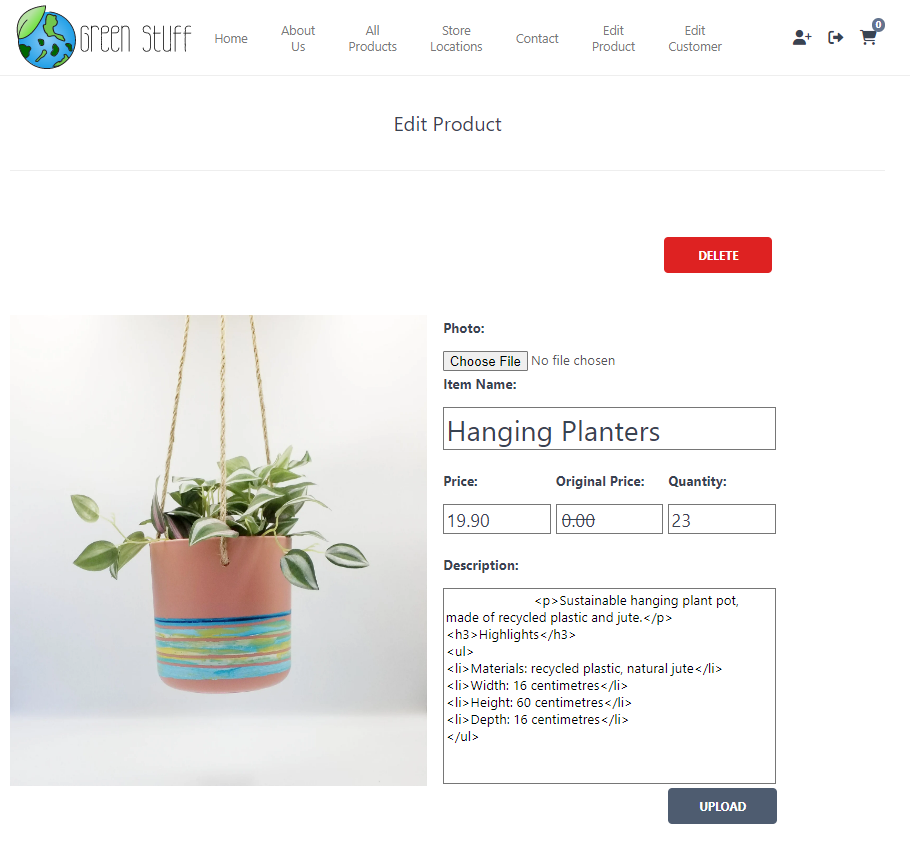 Green Stuff
Home
About
Us
All
Products
Store
Locations
Contact
Edit
Product
Edit
Customer
0
Edit Product
DELETE
Photo:
Choose File No file chosen
Item Name:
Hanging Planters
Price: Original Price: Quantity:
19.90 0.00 23
Description:
<p>Sustainable hanging plant pot,
made of recycled plastic and jute.</p>
<h3>Highlights</h3>
<ul>
<li>Materials: recycled plastic, natural jute</li>
<li>Width: 16 centimetres</li>
<li>Height: 60 centimetres</li>
<li>Depth: 16 centimetres</li>
</ul>
UPLOAD